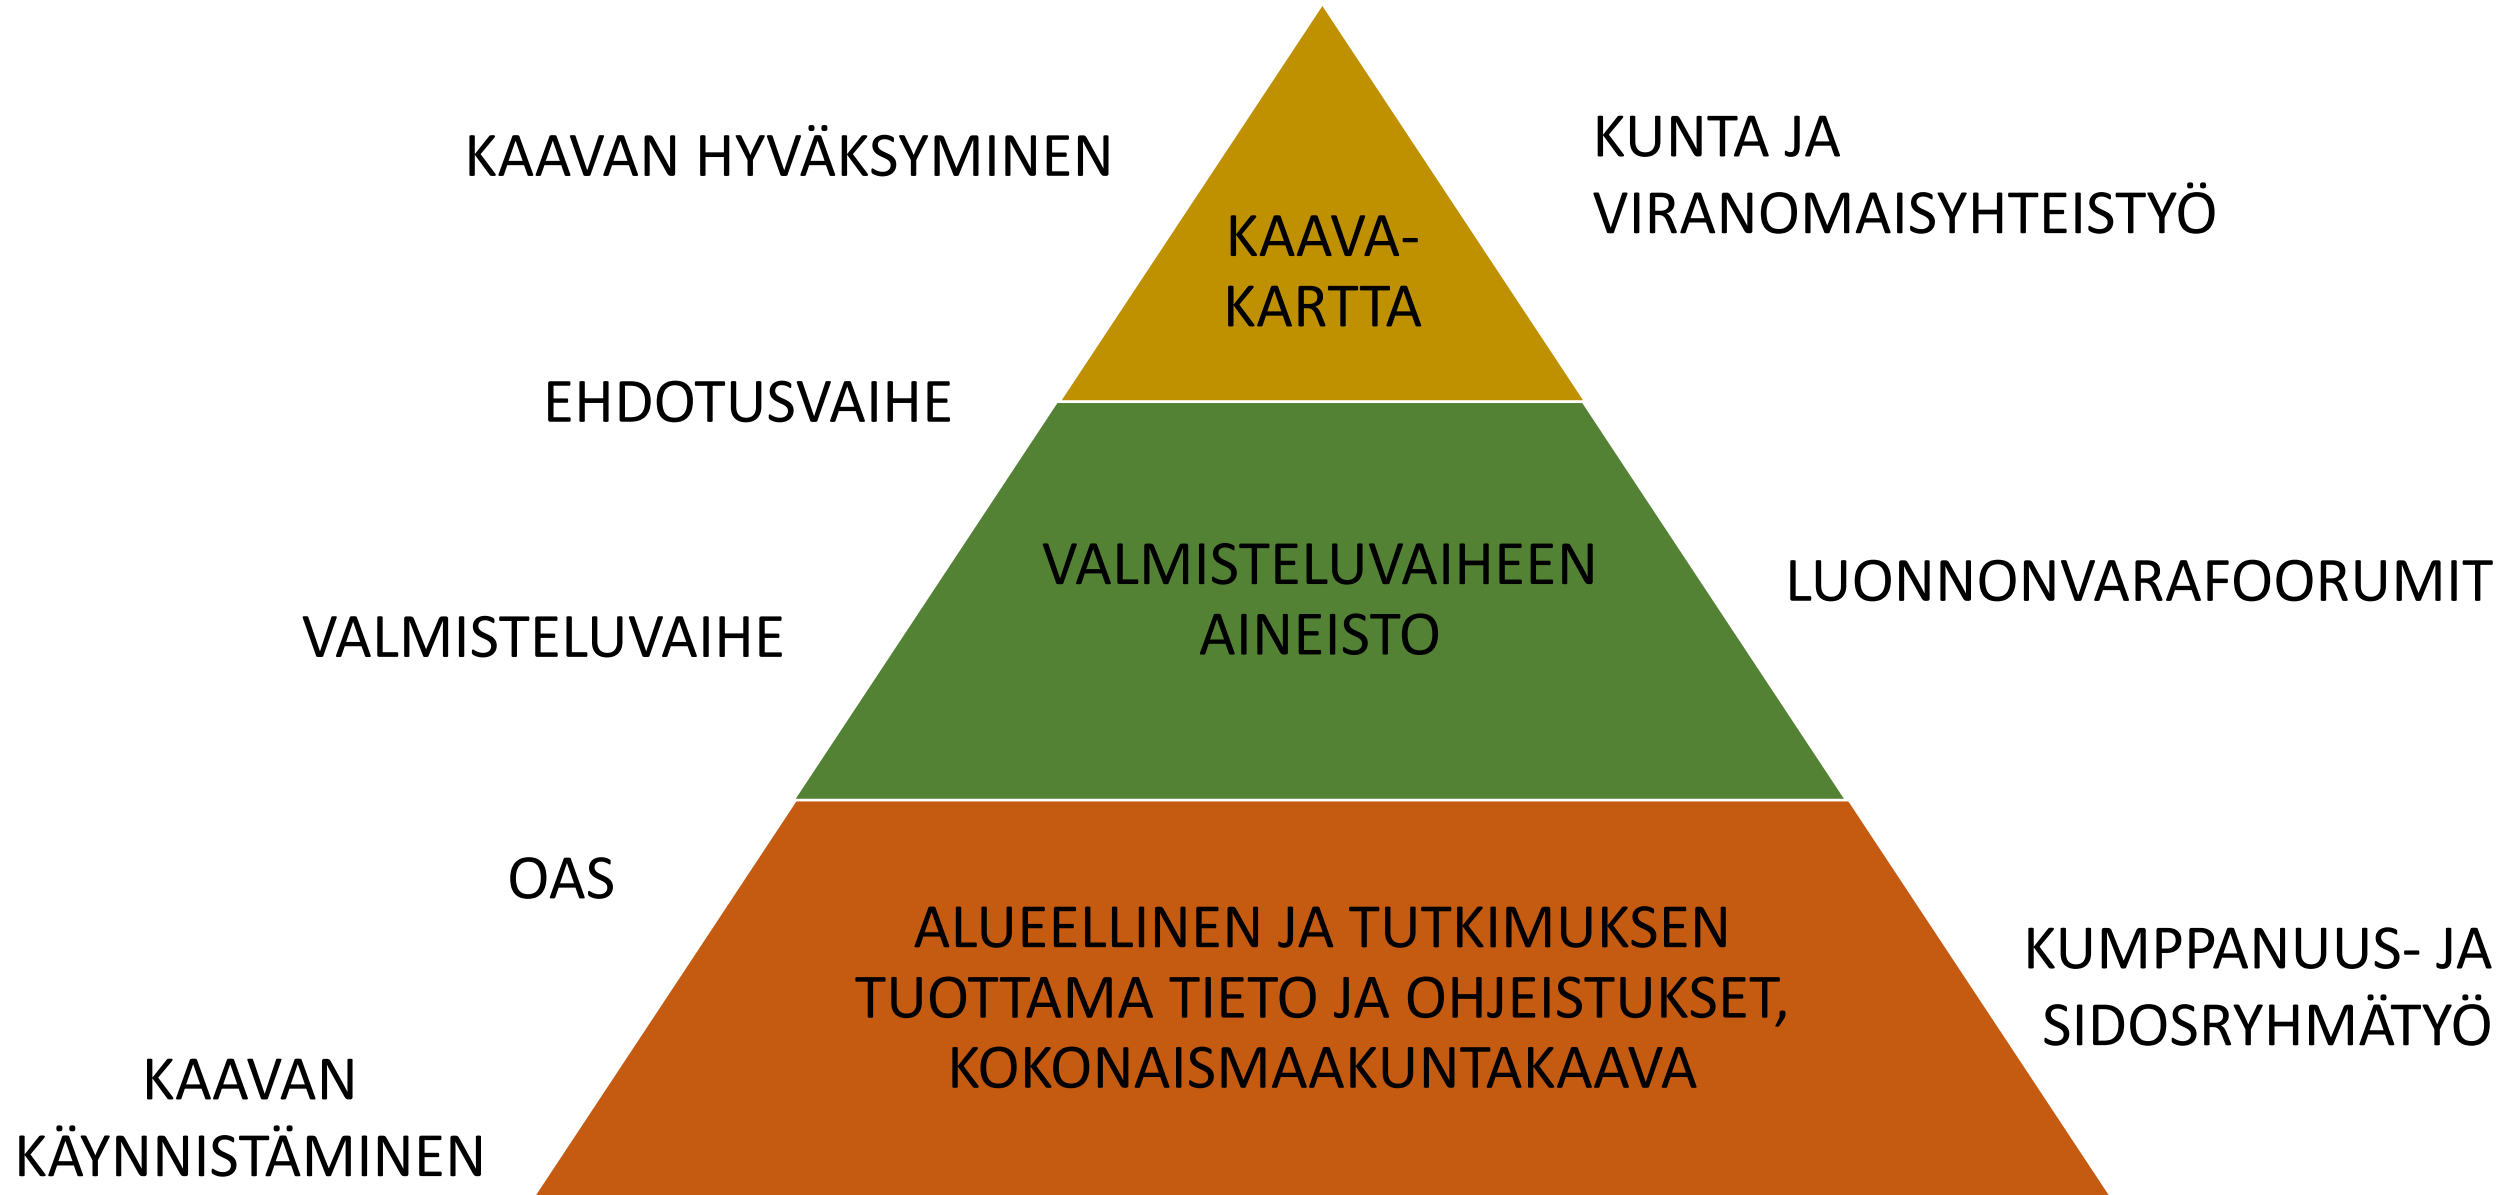 KAAVAN HYVÄKSYMINEN
KUNTA JA
VIRANOMAISYHTEISTYÖ
KAAVA-
KARTTA
EHDOTUSVAIHE
VALMISTELUVAIHEEN
AINEISTO
LUONNONVARAFOORUMIT
VALMISTELUVAIHE
OAS
ALUEELLINEN JA TUTKIMUKSEN
TUOTTAMA TIETO JA OHJEISTUKSET,
KOKONAISMAAKUNTAKAAVA
KUMPPANUUS- JA
SIDOSRYHMÄTYÖ
KAAVAN
KÄYNNISTÄMINEN